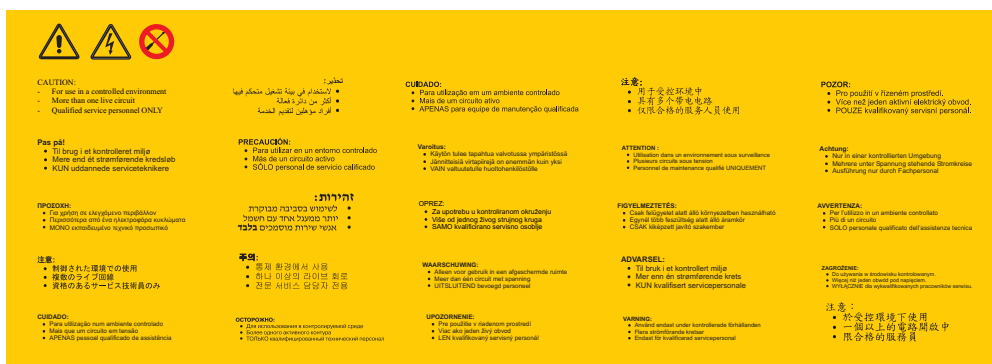 CAUTION:
- For use in a controlled environment
- More than one live circuit
- Qualified service personnel ONLY
تحذير:
• لاستخدام في بيئة تشغيل متحكم فيها
• أكثر من دائرة فعالة
• أفراد مؤهلين لتقديم الخدمة
CUIDADO:
• Para utilização em um ambiente controlado
• Mais de um circuito ativo
• APENAS para equipe de manutenção qualificada
注意:
• 用于受控环境中
• 具有多个带电电路
• 仅限合格的服务人员使用
POZOR:
• Pro použití v řízeném prostředí.
• Více než jeden aktivní elektrický obvod.
• POUZE kvalifikovaný servisní personál.
Pas på!
• Til brug i et kontrolleret miljø
• Mere end ét strømførende kredsløb
• KUN uddannede serviceteknikere
PRECAUCIÓN:
• Para utilizar en un entorno controlado
• Más de un circuito activo
• SÓLO personal de servicio calificado
Varoitus:
• Käytön tulee tapahtua valvotussa ympäristössä
• Jännitteisiä virtapiirejä on enemmän kuin yksi
• VAIN valtuutetulle huoltohenkilöstölle
ATTENTION :
• Utilisation dans un environnement sous surveillance
• Plusieurs circuits sous tension
• Personnel de maintenance qualifié UNIQUEMENT
Achtung:
• Nur in einer kontrollierten Umgebung
• Mehrere unter Spannung stehende Stromkreise
• Ausführung nur durch Fachpersonal
ΠΡΟΣΟΧΗ:
• Για χρήση σε ελεγχόμενο περιβάλλον
• Περισσότερα από ένα ηλεκτροφόρα κυκλώματα
• ΜΟΝΟ εκπαιδευμένο τεχνικό προσωπικό
זהירות:
• לשימוש בסביבה מבוקרת
• יותר ממעגל אחד עם חשמל
• אנשי שירות מוסמכים בלבד
OPREZ:
• Za upotrebu u kontroliranom okruženju
• Više od jednog živog strujnog kruga
• SAMO kvalificirano servisno osoblje
FIGYELMEZTETÉS:
• Csak felügyelet alatt álló környezetben használható
• Egynél több feszültség alatt álló áramkör
• CSAK kiképzett javító szakember
AVVERTENZA:
• Per l'utilizzo in un ambiente controllato
• Più di un circuito
• SOLO personale qualificato dell'assistenza tecnica
注意:
• 制御された環境での使用
• 複数のライブ回線
• 資格のあるサービス技術員のみ
주의:
• 통제 환경에서 사용
• 하나 이상의 라이브 회로
• 전문 서비스 담당자 전용
WAARSCHUWING:
• Alleen voor gebruik in een afgeschermde ruimte
• Meer dan één circuit met spanning
• UITSLUITEND bevoegd personeel
ADVARSEL:
• Til bruk i et kontrollert miljø
• Mer enn én strømførende krets
• KUN kvalifisert servicepersonale
ZAGROŻENIE:
• Do używania w środowisku kontrolowanym.
• Więcej niż jeden obwód pod napięciem.
• WYŁĄCZNIE dla wykwalifikowanych pracowników serwisu.
CUIDADO:
• Para utilização num ambiente controlado
• Mais que um circuito em tensão
• APENAS pessoal qualificado de assistência
ОСТОРОЖНО:
• Для использования в контролируемой среде
• Более одного активного контура
• ТОЛЬКО квалифицированный технический персонал
UPOZORNENIE:
• Pre použitie v riadenom prostredí
• Viac ako jeden živý obvod
• LEN kvalifikovaný servisný personál
VARNING:
• Använd endast under kontrollerade förhållanden
• Flera strömförande kretsar
• Endast för kvalificerad servicepersonal
注意:
• 於受控環境下使用
• 一個以上的電路開啟中
• 限合格的服務員